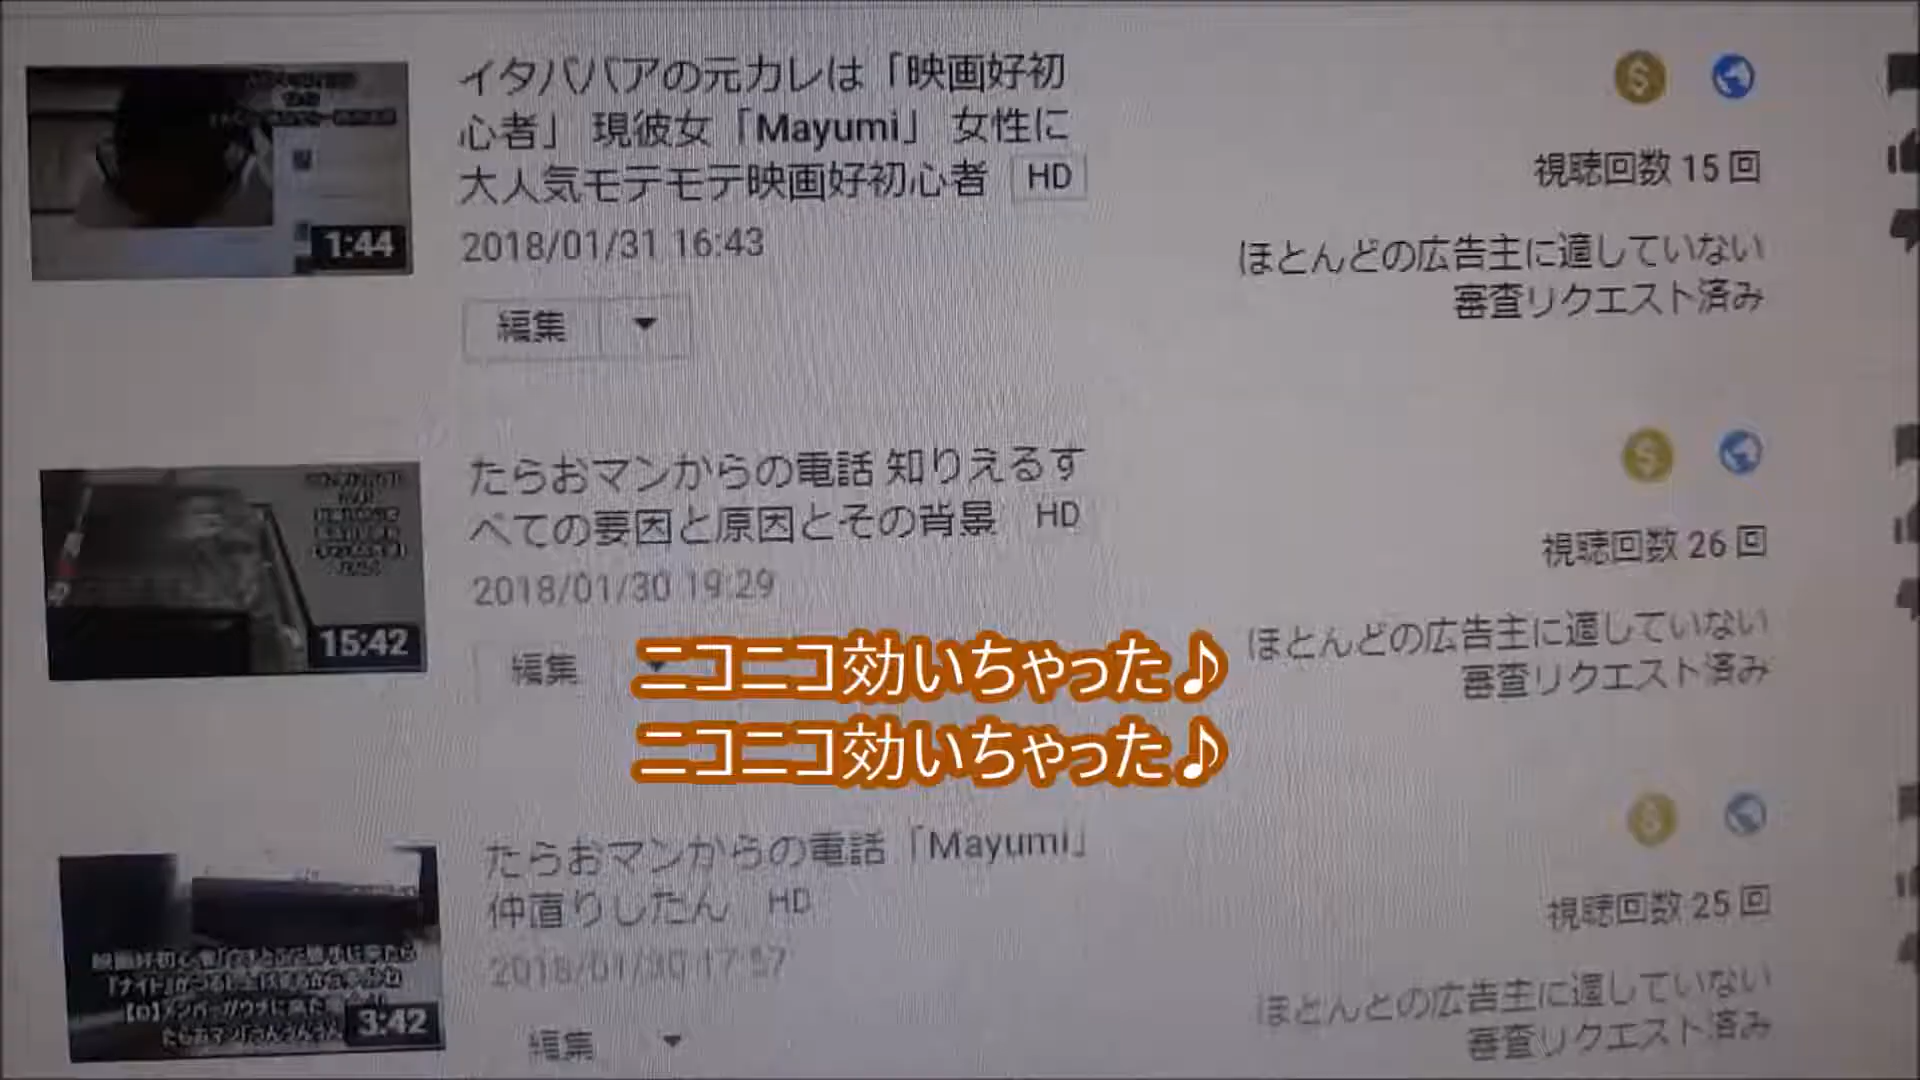 イタババアの元カレは「映画好初
心者」 現彼女「Mayumi」 女性に
大人気モテモテ映画好初心者 HD
2018/01/31 16:43
1:44
編集
視聴回数 15 回
ほとんどの広告主に適していない
審査リクエスト済み
たらおマンからの電話 知りえるす
べての要因と原因とその背景 HD
2018/01/30 19:29
15:42
編集
視聴回数 26 回
ほとんどの広告主に適していない
審査リクエスト済み
ニコニコ効いちゃった♪
ニコニコ効いちゃった♪
たらおマンからの電話「Mayumi」
仲直りしたん HD
2018/01/30 17:57
3:42
編集
視聴回数 25 回
ほとんどの広告主に適していない
審査リクエスト済み